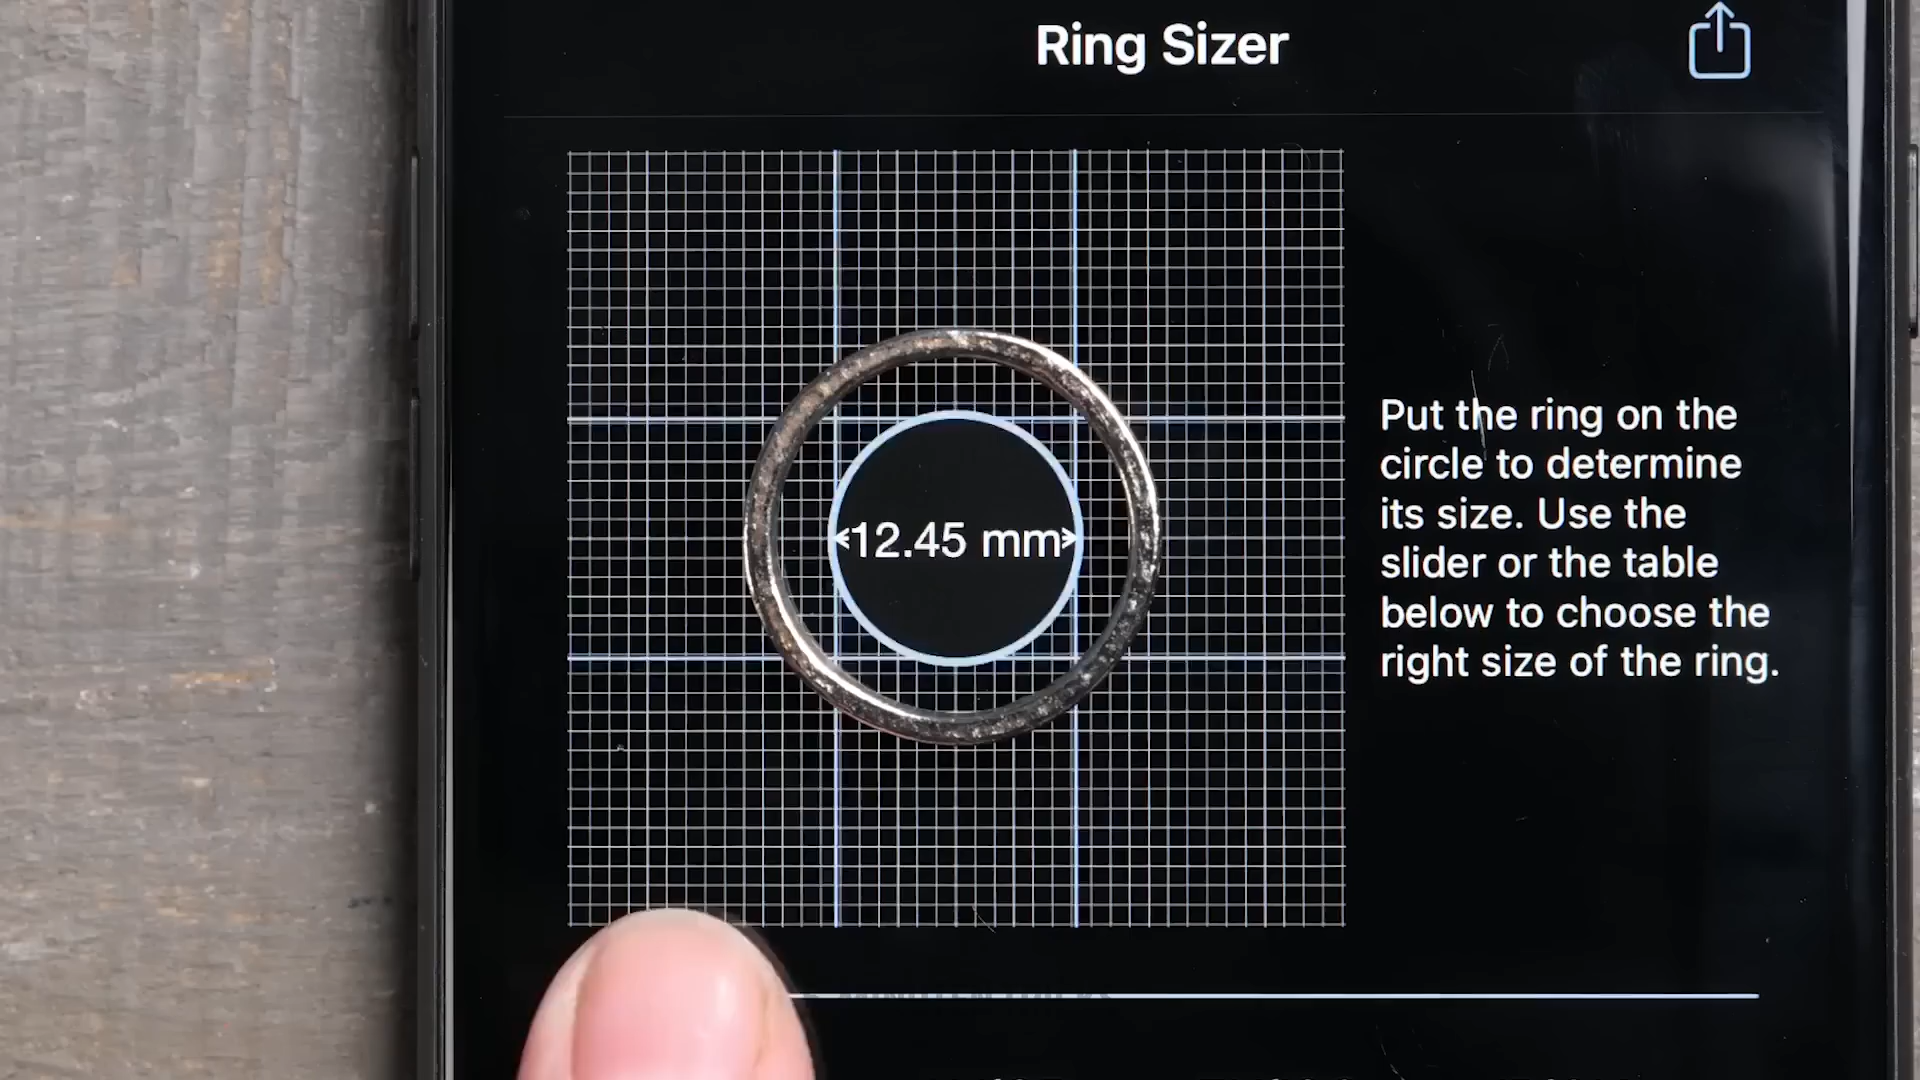 Ring Sizer
12.45 mm
Put the ring on the
circle to determine
its size. Use the
slider or the table
below to choose the
right size of the ring.